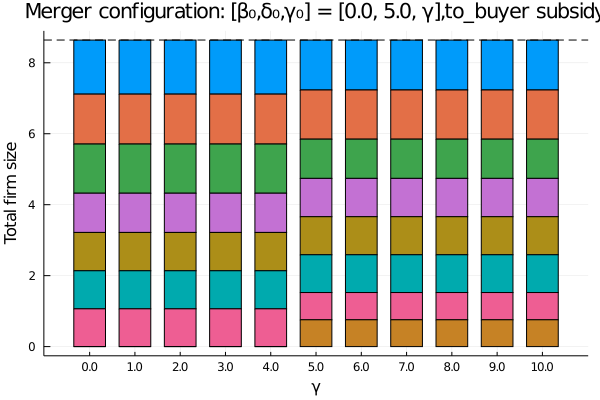 Merger configuration: [β₀,δ₀,γ₀] = [0.0, 5.0, γ],to_buyer subsidy
Total firm size
8
6
4
2
0
0.0 1.0 2.0 3.0 4.0 5.0 6.0 7.0 8.0 9.0 10.0
γ